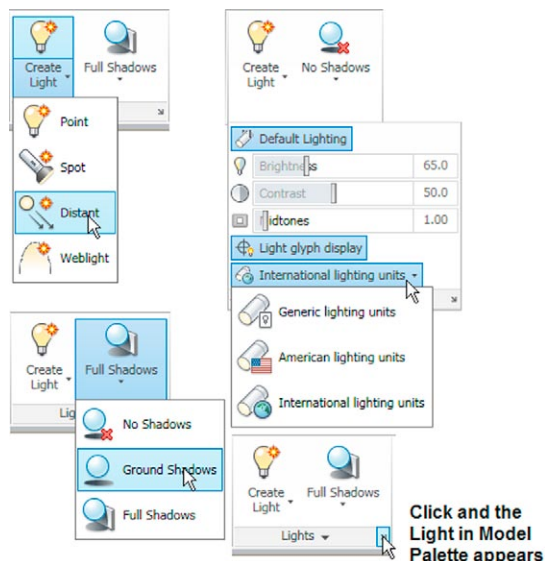 Create
Light
Full Shadows
Point
Spot
Distant
Weblight
Create
Light
No Shadows
Default Lighting
Brightness
65.0
Contrast
50.0
idtones
1.00
Light glyph display
International lighting units
Generic lighting units
American lighting units
International lighting units
Create
Light
Full Shadows
Lig
No Shadows
Ground Shadows
Full Shadows
Create
Light
Full Shadows
Lights
Click and the
Light in Model
Palette appears